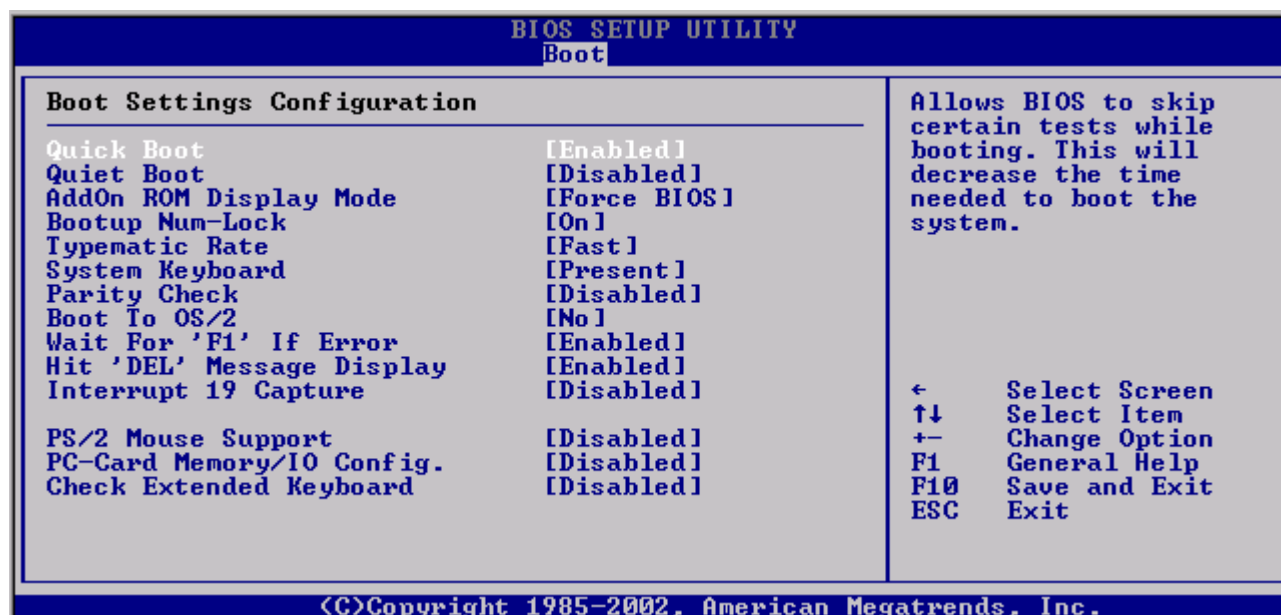 BIOS SETUP UTILITY
Boot
Boot Settings Configuration
Quick Boot [Enabled]
Quiet Boot [Disabled]
AddOn ROM Display Mode [Force BIOS]
Bootup Num-Lock [On]
Typematic Rate [Fast]
System Keyboard [Present]
Parity Check [Disabled]
Boot To OS/2 [No]
Wait For 'F1' If Error [Enabled]
Hit 'DEL' Message Display [Enabled]
Interrupt 19 Capture [Disabled]
PS/2 Mouse Support [Disabled]
PC-Card Memory/IO Config. [Disabled]
Check Extended Keyboard [Disabled]
Allows BIOS to skip
certain tests while
booting. This will
decrease the time
needed to boot the
system.
← Select Screen
↑↓ Select Item
+- Change Option
F1 General Help
F10 Save and Exit
ESC Exit
(C)Copyright 1985-2002, American Megatrends, Inc.